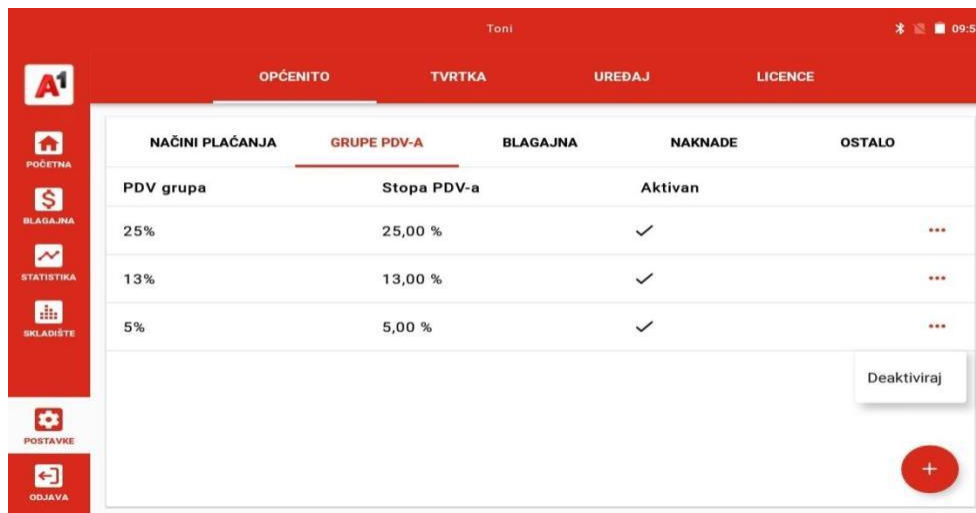 Toni
09:5
A1
OPĆENITO TVRTKA UREĐAJ LICENCE
NAČINI PLAĆANJA GRUPE PDV-A BLAGAJNA NAKNADE OSTALO
POČETNA
BLAGAJNA
STATISTIKA
SKLADIŠTE
POSTAVKE
ODJAVA
PDV grupa Stopa PDV-a Aktivan
25% 25,00 %
13% 13,00 %
5% 5,00 %
Deaktiviraj